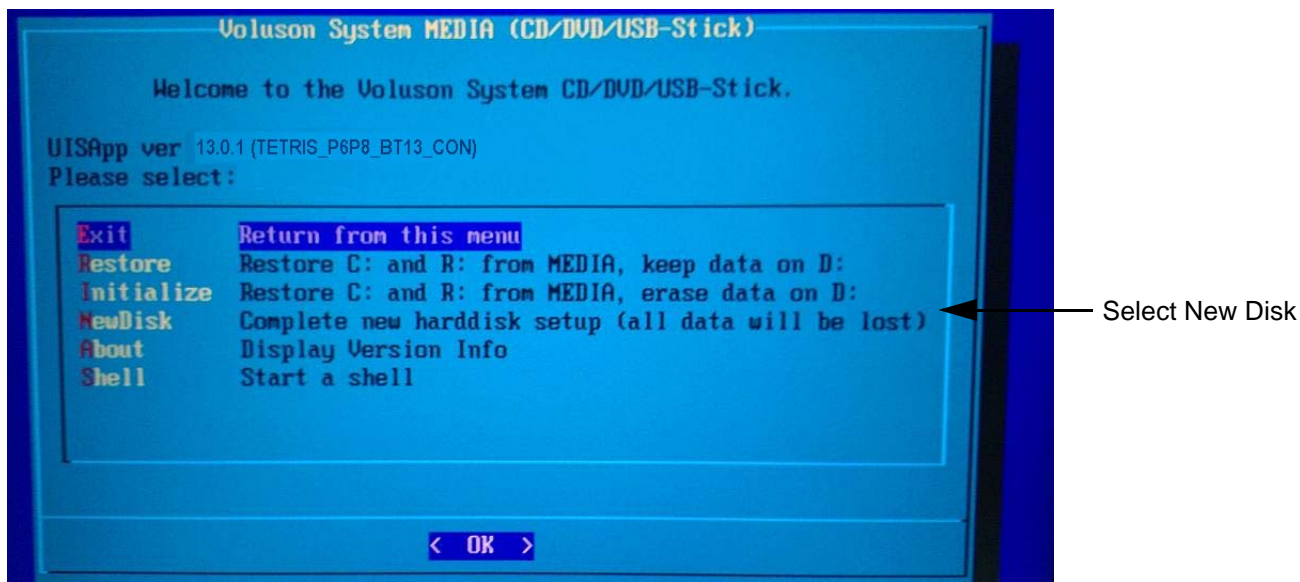 Voluson System MEDIA (CD/DVD/USB-Stick)
Welcome to the Voluson System CD/DVD/USB-Stick.
UISApp ver 13.0.1 (TETRIS_P6P8_BT13_CON)
Please select:
Exit Return from this menu
Restore Restore C: and R: from MEDIA, keep data on D:
Initialize Restore C: and R: from MEDIA, erase data on D:
NewDisk Complete new harddisk setup (all data will be lost)
Select New Disk
About Display Version Info
Shell Start a shell
< OK >